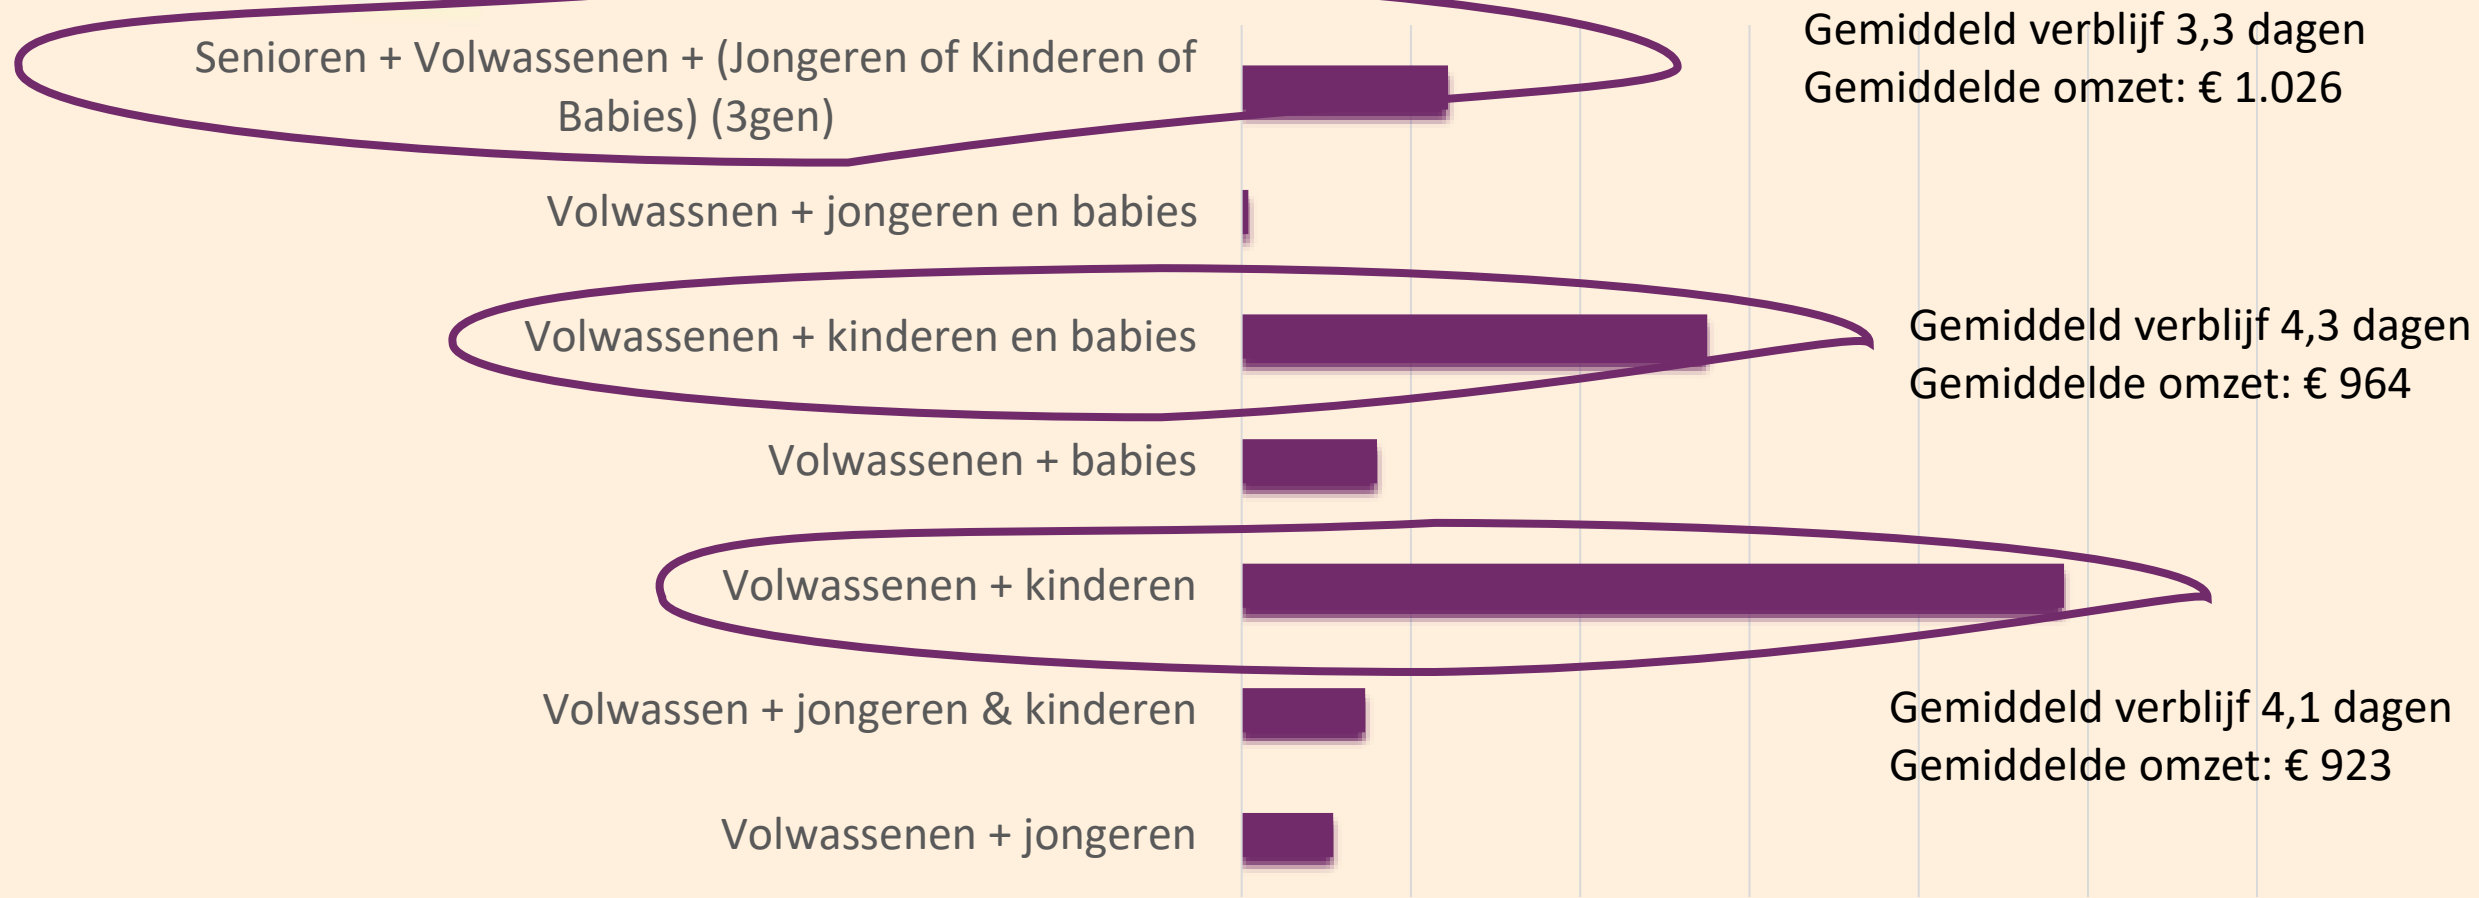 Senioren + Volwassenen + (Jongeren of Kinderen of
Babies) (3gen)
Gemiddeld verblijf 3,3 dagen
Gemiddelde omzet: € 1.026
Volwassnen + jongeren en babies
Volwassenen + kinderen en babies
Gemiddeld verblijf 4,3 dagen
Gemiddelde omzet: € 964
Volwassenen + babies
Volwassenen + kinderen
Volwassen + jongeren & kinderen
Gemiddeld verblijf 4,1 dagen
Gemiddelde omzet: € 923
Volwassenen + jongeren